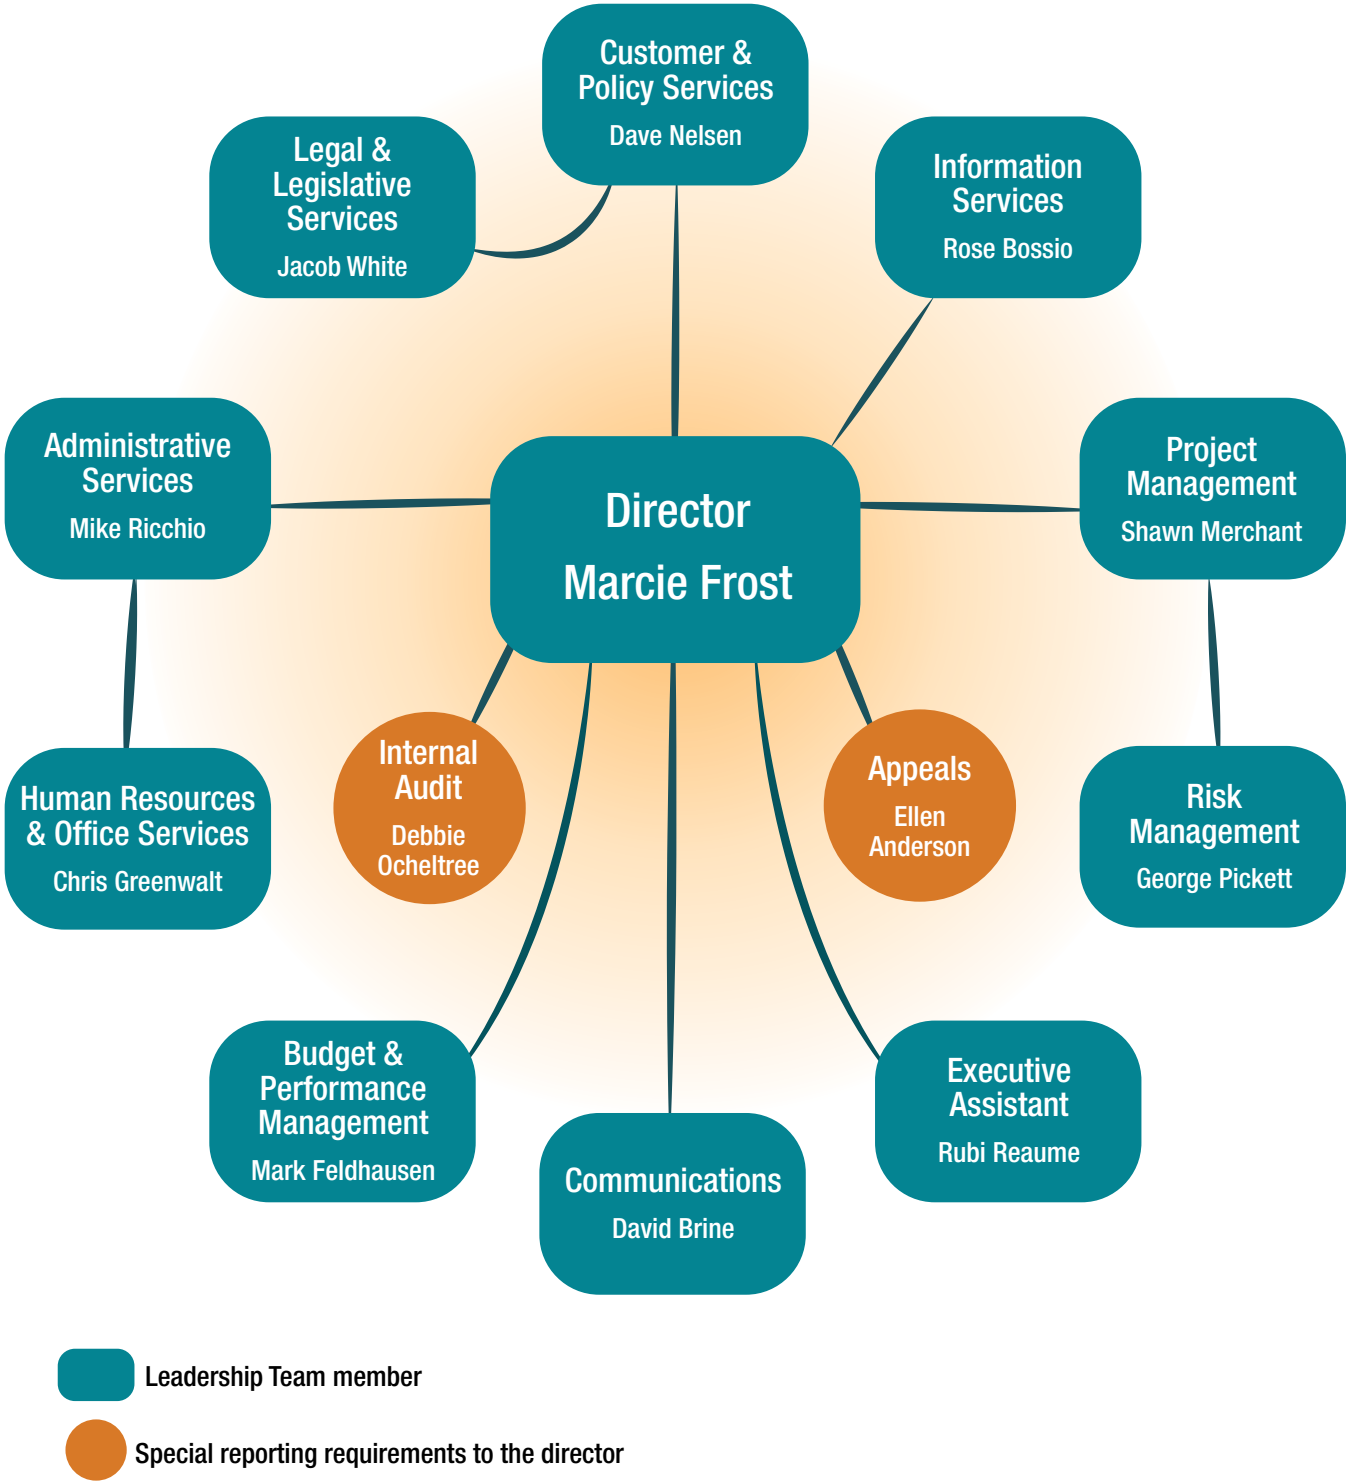 Customer &
Policy Services
Dave Nelsen
Legal &
Legislative
Services
Jacob White
Information
Services
Rose Bossio
Administrative
Services
Mike Ricchio
Director
Marcie Frost
Project
Management
Shawn Merchant
Human Resources
& Office Services
Chris Greenwalt
Internal
Audit
Debbie
Ocheltree
Appeals
Ellen
Anderson
Risk
Management
George Pickett
Budget &
Performance
Management
Mark Feldhausen
Communications
David Brine
Executive
Assistant
Rubi Reaume
Leadership Team member
Special reporting requirements to the director